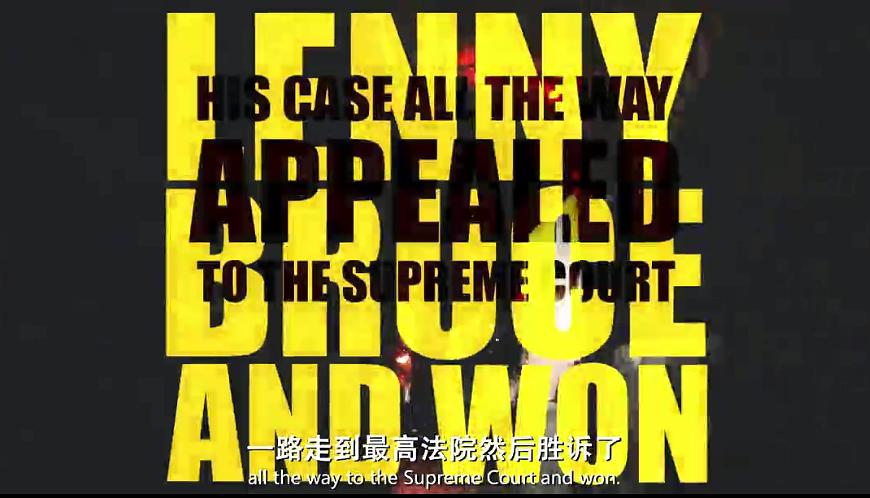 LENNY
HIS CASE ALL THE WAY
APPEALED
BRUCE
TO THE SUPREME COURT
AND WON
一路走到最高法院然后胜诉了
all the way to the Supreme Court and won.